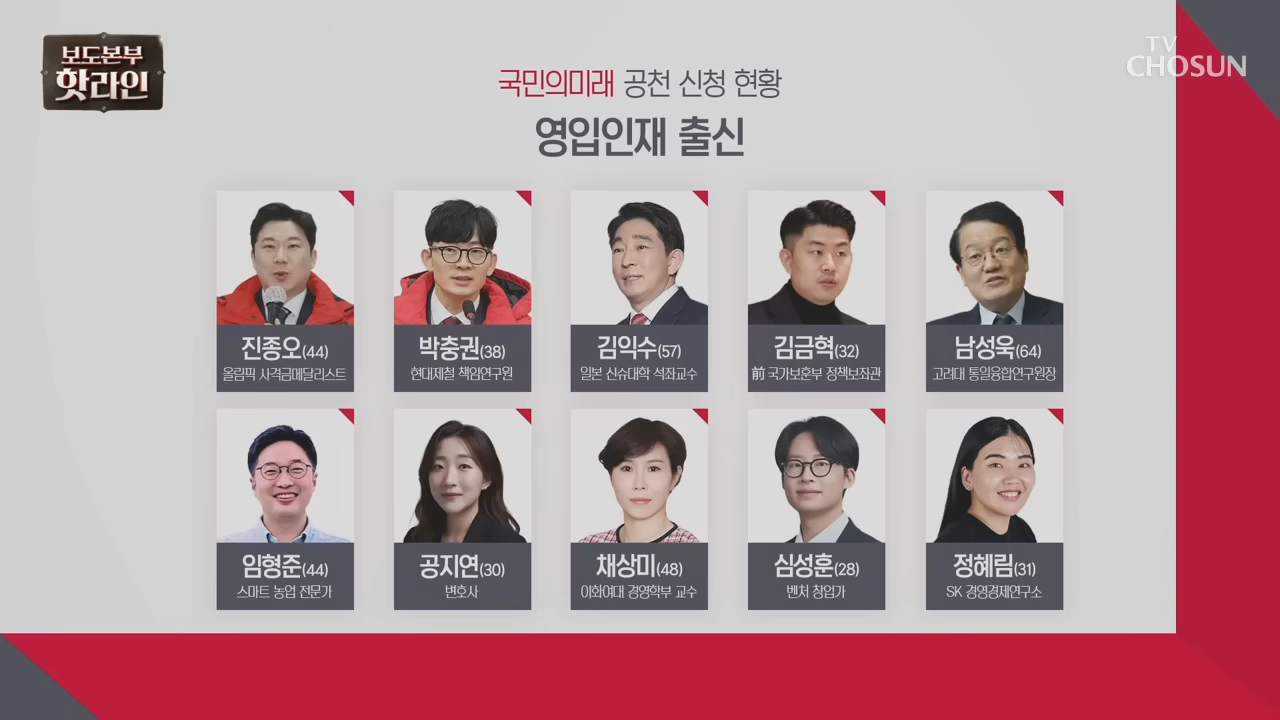 보도본부
핫라인
TV
CHOSUN
국민의미래 공천 신청 현황
영입인재 출신
진종오(44)
올림픽 사격금메달리스트
박충권(38)
현대제철 책임연구원
김익수(57)
일본 신슈대학 석좌교수
김금혁(32)
前 국가보훈부 정책보좌관
남성욱(64)
고려대 통일융합연구원장
임형준(44)
스마트 농업 전문가
공지연(30)
변호사
채상미(48)
이화여대 경영학부 교수
심성훈(28)
벤처 창업가
정혜림(31)
SK 경영경제연구소